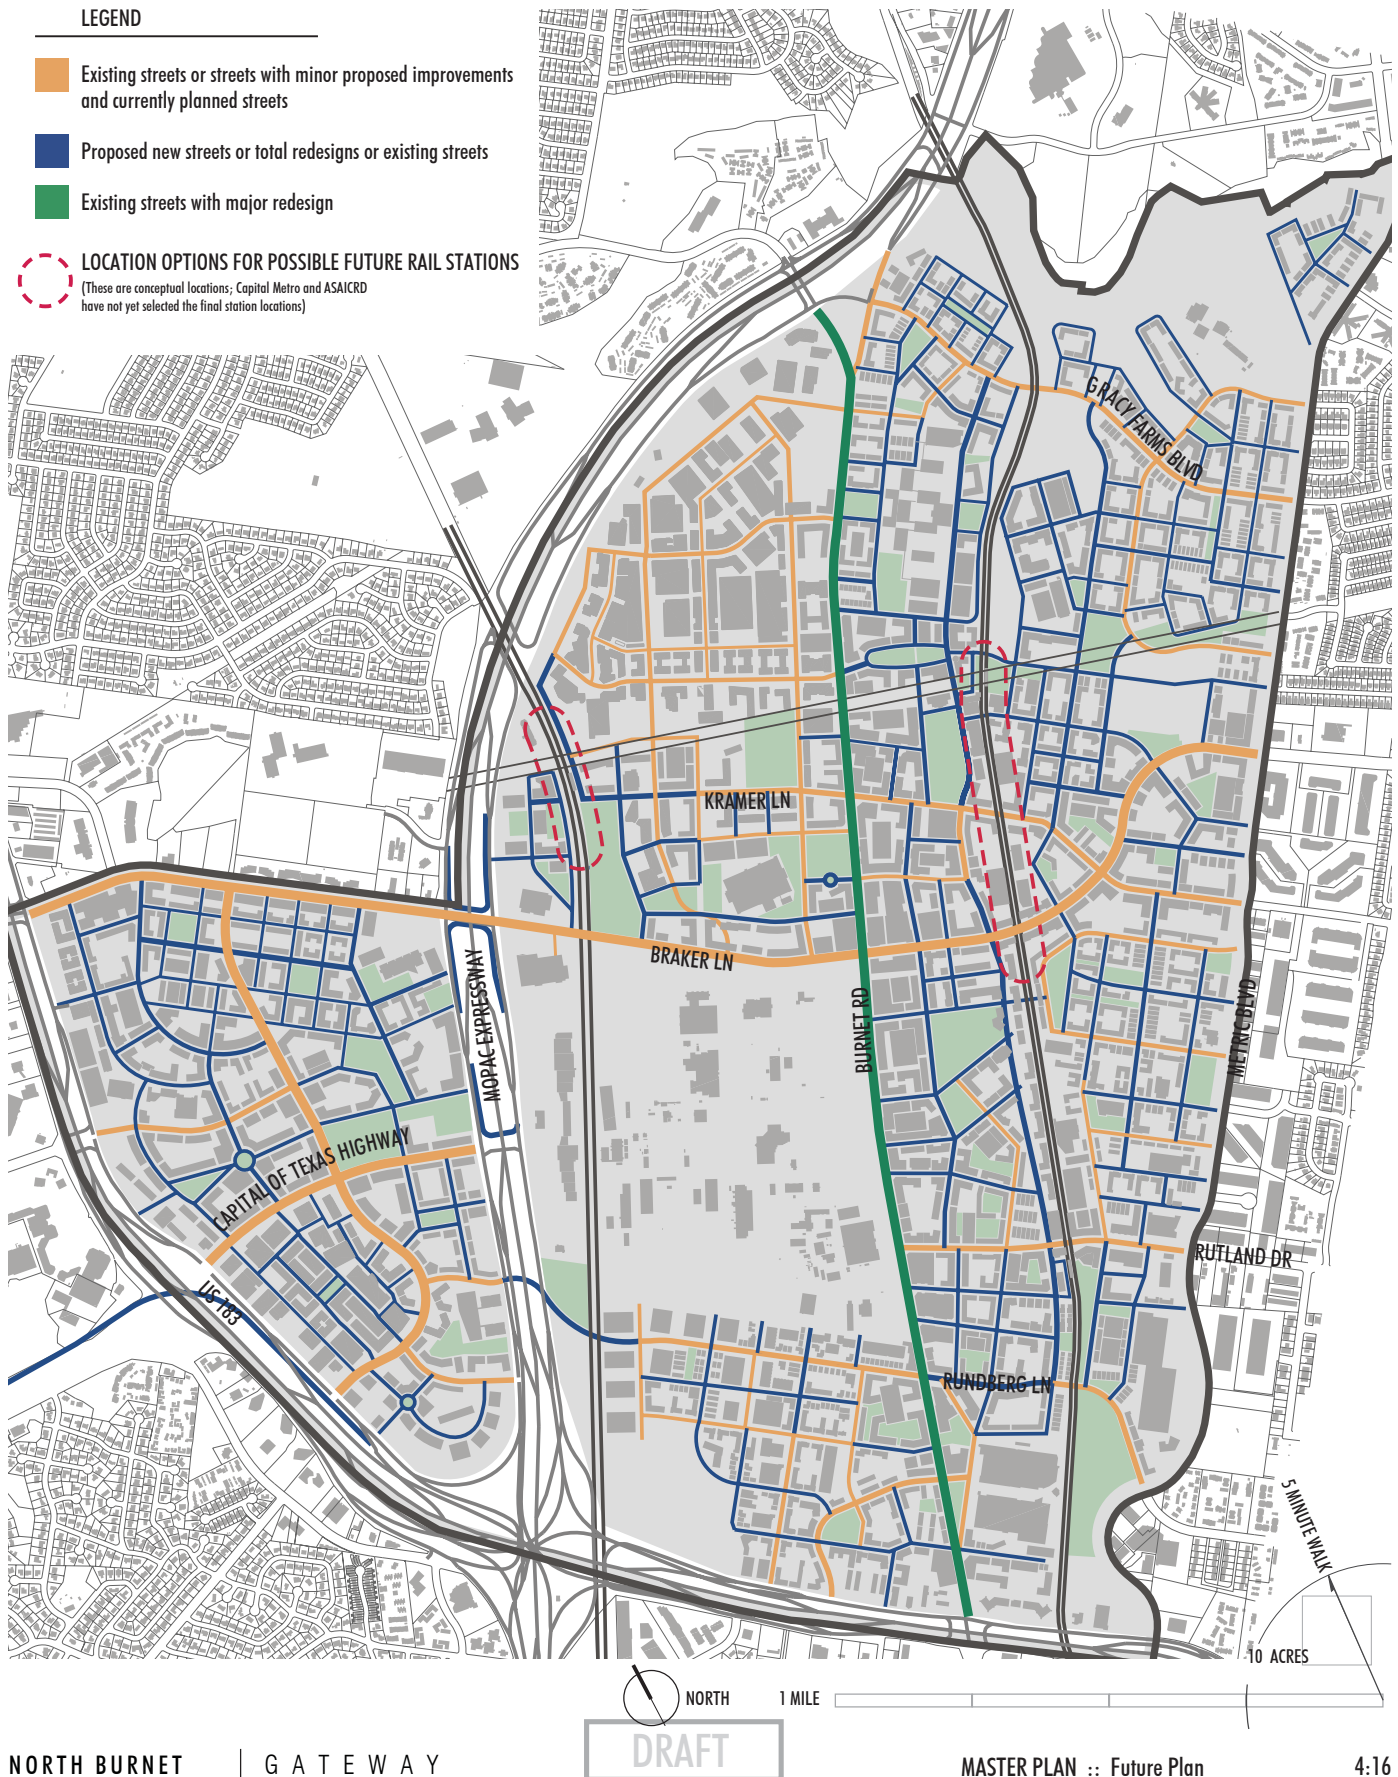 LEGEND
Existing streets or streets with minor proposed improvements
and currently planned streets
Proposed new streets or total redesigns or existing streets
Existing streets with major redesign
LOCATION OPTIONS FOR POSSIBLE FUTURE RAIL STATIONS
(These are conceptual locations; Capital Metro and ASAICRD
have not yet selected the final station locations)
GRACY FARMS BLVD
KRAMER LN
BRAKER LN
MOPAC EXPRESSWAY
BURNET RD
METRIC BLVD
CAPITAL OF TEXAS HIGHWAY
US 183
RUTLAND DR
RUNDBERG LN
5 MINUTE WALK
10 ACRES
NORTH
1 MILE
DRAFT
NORTH BURNET | GATEWAY
MASTER PLAN :: Future Plan
4:16